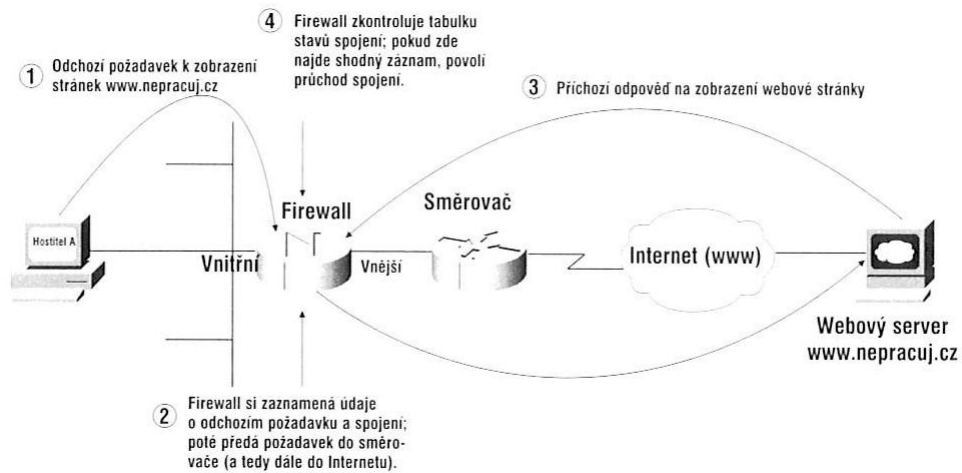 ① Odchozí požadavek k zobrazení
stránek www.nepracuj.cz
④ Firewall zkontroluje tabulku
stavů spojení; pokud zde
najde shodný záznam, povolí
průchod spojení.
③ Příchozí odpověď na zobrazení webové stránky
Hostitel A
Vnitřní
Firewall
Vnější
Směrovač
Internet (www)
Webový server
www.nepracuj.cz
② Firewall si zaznamená údaje
o odchozím požadavku a spojení;
poté předá požadavek do směro-
vače (a tedy dále do Internetu).